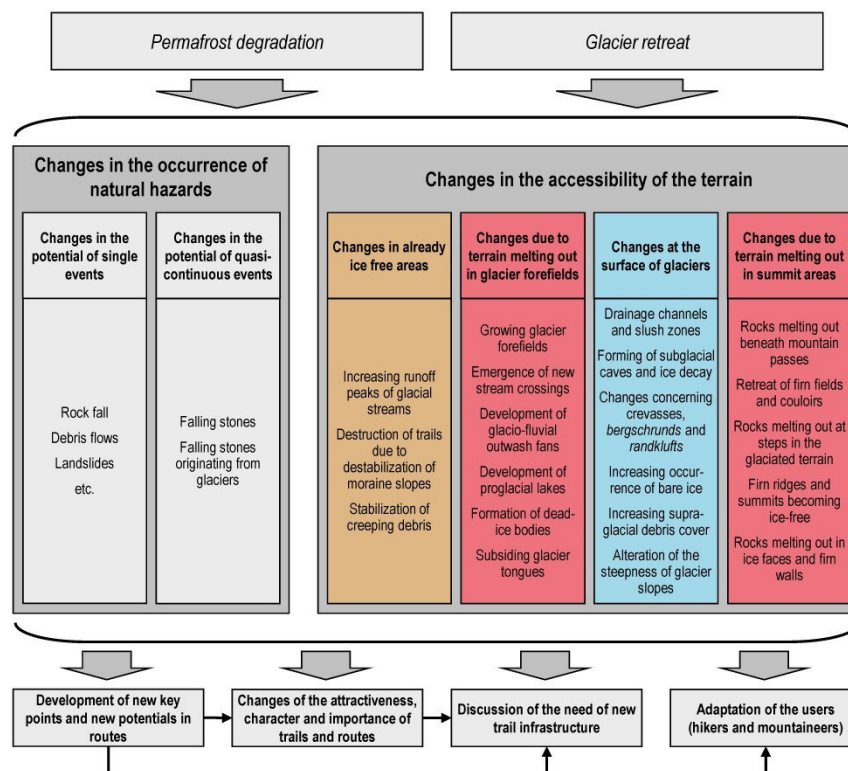 Permafrost degradation
Glacier retreat
Changes in the occurrence of
natural hazards
Changes in the
potential of single
events
Rock fall
Debris flows
Landslides
etc.
Changes in the
potential of quasi-
continuous events
Falling stones
Falling stones
originating from
glaciers
Changes in the accessibility of the terrain
Changes in already
ice free areas
Increasing runoff
peaks of glacial
streams
Destruction of trails
due to
destabilization of
moraine slopes
Stabilization of
creeping debris
Changes due to
terrain melting out
in glacier forefields
Growing glacier
forefields
Emergence of new
stream crossings
Development of
glacio-fluvial
outwash fans
Development of
proglacial lakes
Formation of dead-
ice bodies
Subsiding glacier
tongues
Changes at the
surface of glaciers
Drainage channels
and slush zones
Forming of subglacial
caves and ice decay
Changes concerning
crevasses,
bergschrunds and
randklufts
Increasing occur-
rence of bare ice
Increasing supra-
glacial debris cover
Alteration of the
steepness of glacier
slopes
Changes due to
terrain melting out
in summit areas
Rocks melting out
beneath mountain
passes
Retreat of firn fields
and couloirs
Rocks melting out at
steps in the
glaciated terrain
Firn ridges and
summits becoming
ice-free
Rocks melting out in
ice faces and firn
walls
Development of new key
points and new potentials in
routes
Changes of the attractiveness,
character and importance of
trails and routes
Discussion of the need of new
trail infrastructure
Adaptation of the users
(hikers and mountaineers)